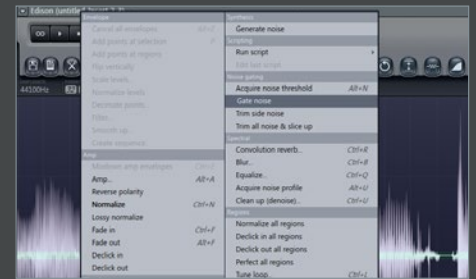 Edison (untitled)
Envelope
Cancel all envelopes
Add points at selection
Add points at regions
Flip vertically
Scale levels...
Normalize levels
Decimate points...
Filter...
Smooth up...
Create sequence...
Amp
Amp... Alt+A
Reverse polarity
Normalize Ctrl+N
Lossy normalize
Fade in Ctrl+F
Fade out Alt+F
Declick in
Declick out
Synthesis
Generate noise
Scripting
Run script
Edit last script
Noise gating
Acquire noise threshold Alt+N
Gate noise
Trim side noise
Trim all noise & slice up
Spectral
Convolution reverb... Ctrl+R
Blur... Ctrl+B
Equalize... Ctrl+Q
Acquire noise profile Alt+U
Clean up (denoise)... Ctrl+U
Regions
Normalize all regions
Declick in all regions
Declick out all regions
Perfect all regions
Tune loop... Ctrl+L
44100Hz